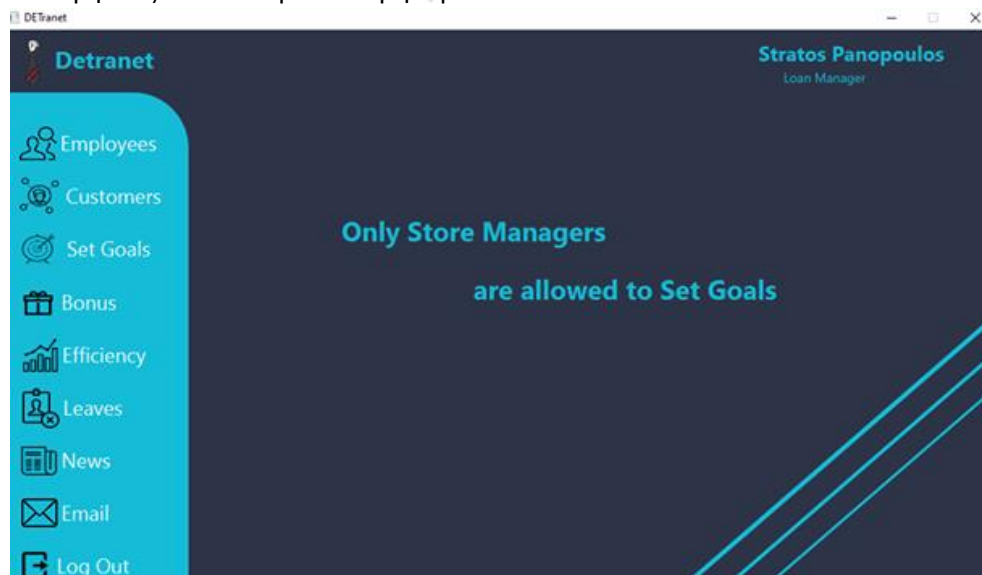 DETranet
Detranet
Stratos Panopoulos
Loan Manager
Employees
Customers
Set Goals
Bonus
Efficiency
Leaves
News
Email
Log Out
Only Store Managers
are allowed to Set Goals